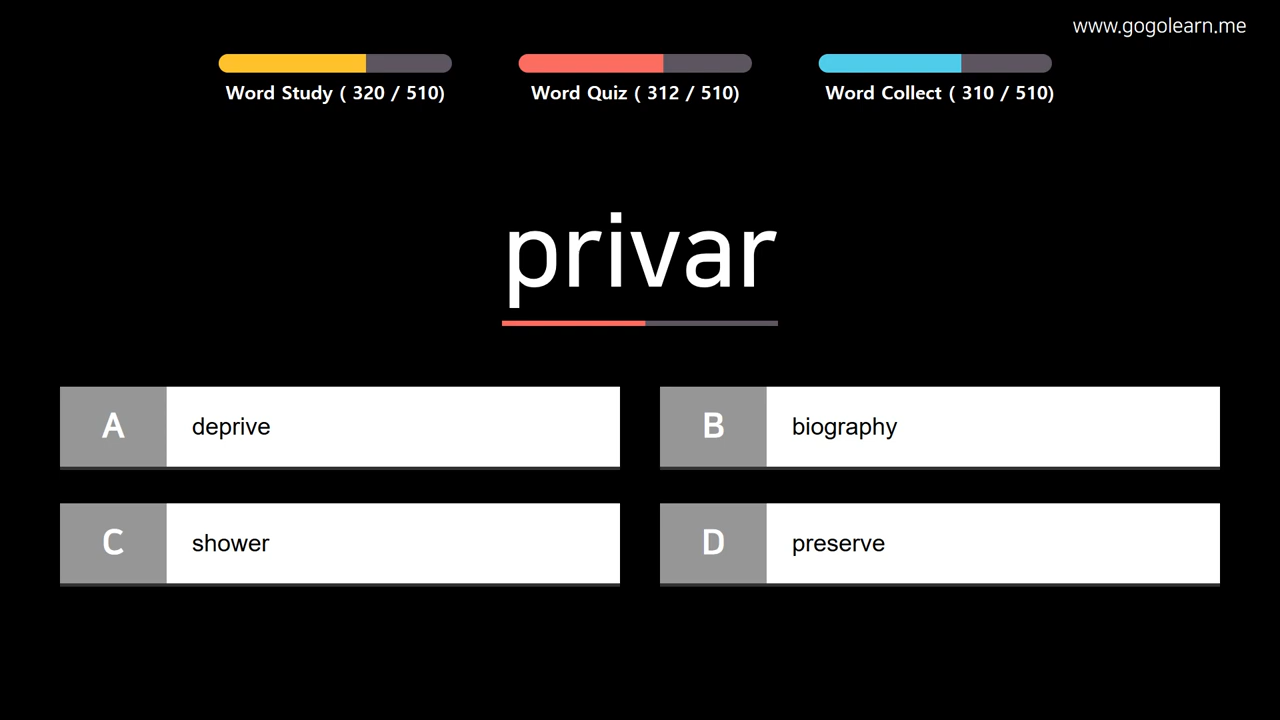 www.gogolearn.me
Word Study ( 320 / 510)
Word Quiz ( 312 / 510)
Word Collect ( 310 / 510)
privar
A deprive
B biography
C shower
D preserve